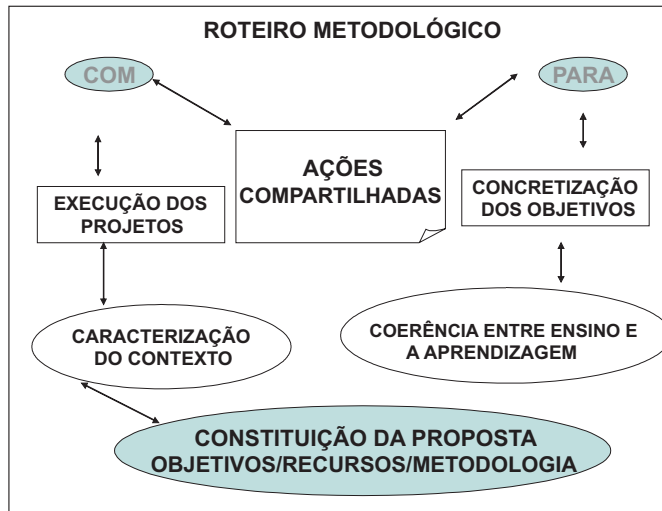 ROTEIRO METODOLÓGICO
COM
PARA
AÇÕES
COMPARTILHADAS
EXECUÇÃO DOS
PROJETOS
CONCRETIZAÇÃO
DOS OBJETIVOS
CARACTERIZAÇÃO
DO CONTEXTO
COERÊNCIA ENTRE ENSINO E
A APRENDIZAGEM
CONSTITUIÇÃO DA PROPOSTA
OBJETIVOS/RECURSOS/METODOLOGIA